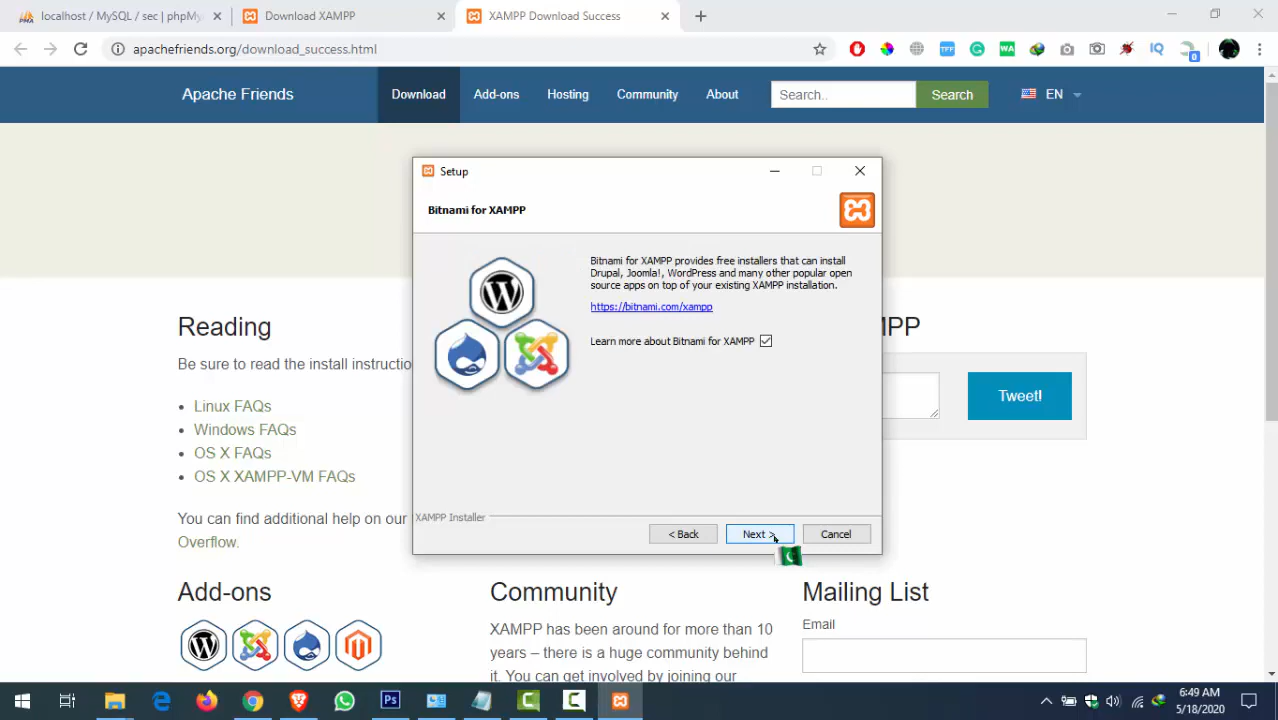 localhost / MySQL / sec | phpMy
Download XAMPP
XAMPP Download Success
apachefriends.org/download_success.html
Apache Friends
Download
Add-ons
Hosting
Community
About
Search..
Search
EN
Setup
Bitnami for XAMPP
Bitnami for XAMPP provides free installers that can install
Drupal, Joomla!, WordPress and many other popular open
source apps on top of your existing XAMPP installation.
https://bitnami.com/xampp
Learn more about Bitnami for XAMPP
XAMPP Installer
< Back
Next >
Cancel
Reading
Be sure to read the install instructio
• Linux FAQs
• Windows FAQs
• OS X FAQs
• OS X XAMPP-VM FAQs
You can find additional help on our
Overflow.
MPP
Tweet!
Add-ons
Community
XAMPP has been around for more than 10
years – there is a huge community behind
it. You can get involved by joining our
Mailing List
Email
6:49 AM
5/18/2020